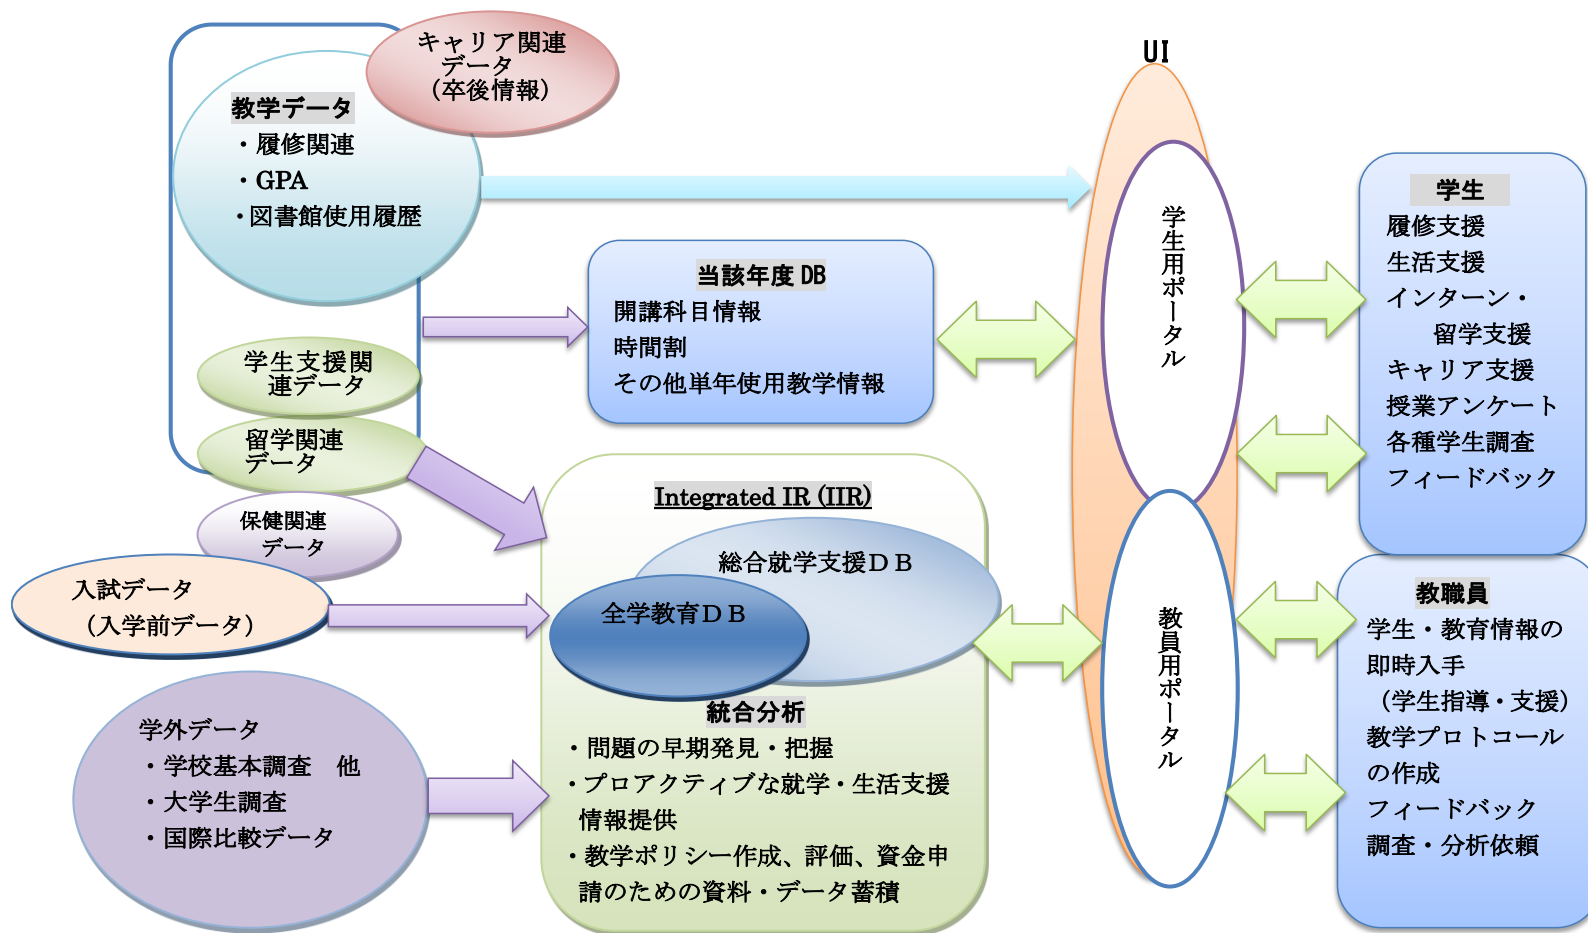 キャリア関連
データ
（卒後情報）
教学データ
・履修関連
・GPA
・図書館使用履歴
学生支援関
連データ
留学関連
データ
保健関連
データ
入試データ
（入学前データ）
学外データ
・学校基本調査　他
・大学生調査
・国際比較データ
当該年度 DB
開講科目情報
時間割
その他単年使用教学情報
Integrated IR (IIR)
総合就学支援ＤＢ
全学教育ＤＢ
統合分析
・問題の早期発見・把握
・プロアクティブな就学・生活支援
情報提供
・教学ポリシー作成、評価、資金申
請のための資料・データ蓄積
UI
学生用ポータル
教員用ポータル
学生
履修支援
生活支援
インターン・
留学支援
キャリア支援
授業アンケート
各種学生調査
フィードバック
教職員
学生・教育情報の
即時入手
（学生指導・支援）
教学プロトコール
の作成
フィードバック
調査・分析依頼